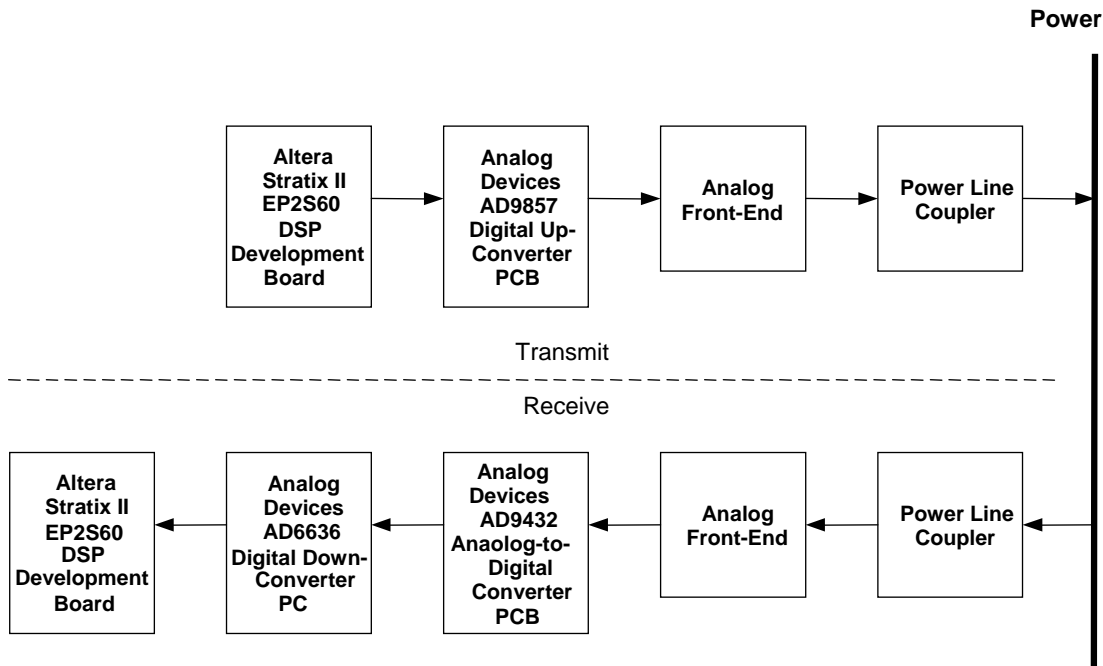 Power
Altera
Stratix II
EP2S60
DSP
Development
Board
Analog
Devices
AD9857
Digital Up-
Converter
PCB
Analog
Front-End
Power Line
Coupler
Transmit
Receive
Altera
Stratix II
EP2S60
DSP
Development
Board
Analog
Devices
AD6636
Digital Down-
Converter
PC
Analog
Devices
AD9432
Anaolog-to-
Digital
Converter
PCB
Analog
Front-End
Power Line
Coupler